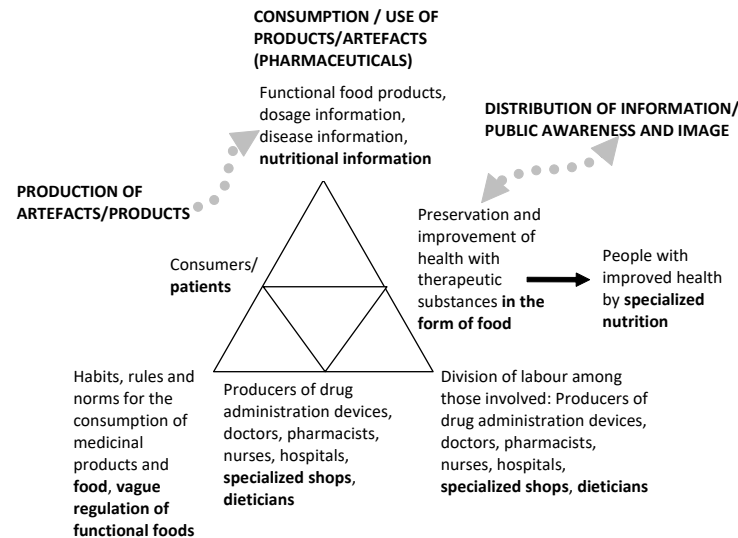 CONSUMPTION / USE OF
PRODUCTS/ARTEFACTS
(PHARMACEUTICALS)
Functional food products,
dosage information,
disease information,
nutritional information
DISTRIBUTION OF INFORMATION/
PUBLIC AWARENESS AND IMAGE
PRODUCTION OF
ARTEFACTS/PRODUCTS
Preservation and
improvement of
health with
therapeutic
substances in the
form of food
People with
improved health
by specialized
nutrition
Consumers/
patients
Habits, rules and
norms for the
consumption of
medicinal
products and
food, vague
regulation of
functional foods
Producers of drug
administration devices,
doctors, pharmacists,
nurses, hospitals,
specialized shops,
dieticians
Division of labour among
those involved: Producers of
drug administration devices,
doctors, pharmacists,
nurses, hospitals,
specialized shops, dieticians